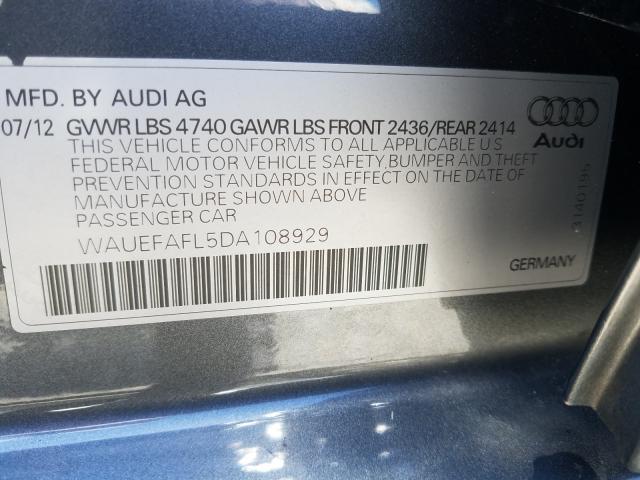 MFD. BY AUDI AG
07/12 GVWR LBS 4740 GAWR LBS FRONT 2436/REAR 2414
THIS VEHICLE CONFORMS TO ALL APPLICABLE US
FEDERAL MOTOR VEHICLE SAFETY,BUMPER AND THEFT
PREVENTION STANDARDS IN EFFECT ON THE DATE OF
MANUFACTURE SHOWN ABOVE
PASSENGER CAR
WAUEFAFL5DA108929
Audi
3140195
GERMANY